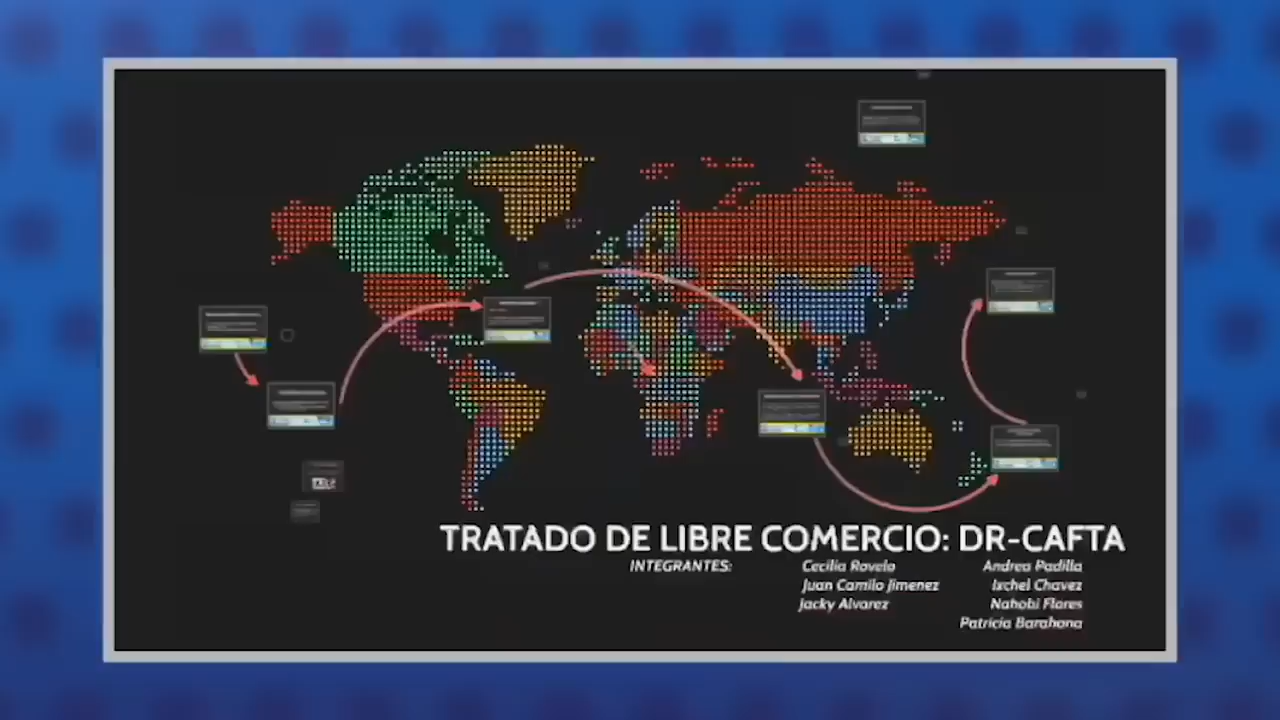 TRATADO DE LIBRE COMERCIO: DR-CAFTA
INTEGRANTES:
Cecilia Rovelo
Juan Camilo Jimenez
Jacky Alvarez
Andrea Padilla
Ixchel Chavez
Nahobi Flores
Patricia Barahona